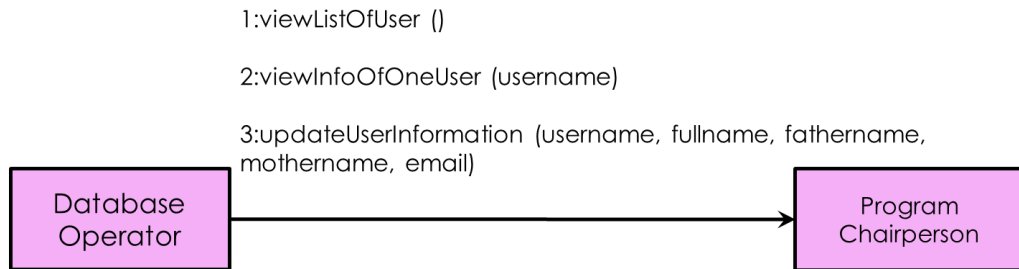 1:viewListOfUser ()
2:viewInfoOfOneUser (username)
3:updateUserInformation (username, fullname, fathername,
mothername, email)
Database
Operator
Program
Chairperson